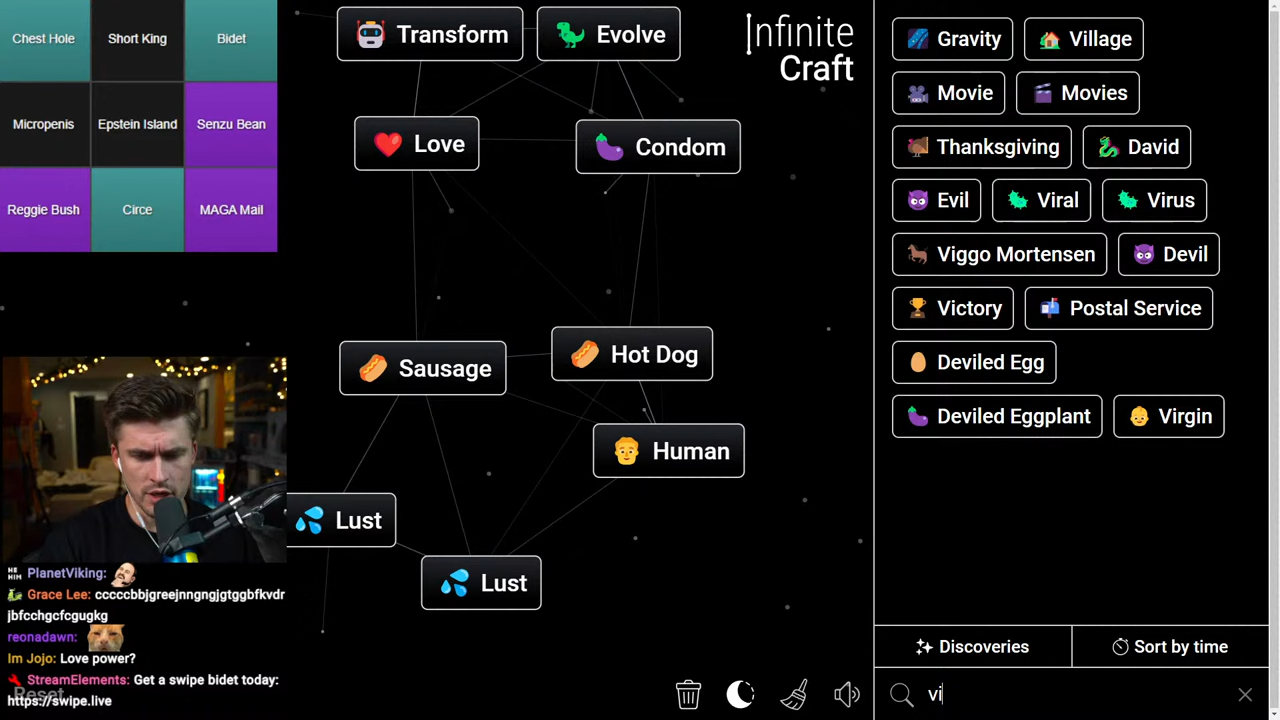 Chest Hole
Short King
Bidet
Micropenis
Epstein Island
Senzu Bean
Reggie Bush
Circe
MAGA Mail
Transform
Evolve
Infinite
Craft
Love
Condom
Sausage
Hot Dog
Human
Lust
Lust
Gravity
Village
Movie
Movies
Thanksgiving
David
Evil
Viral
Virus
Viggo Mortensen
Devil
Victory
Postal Service
Deviled Egg
Deviled Eggplant
Virgin
Discoveries
Sort by time
vi
HE HIM PlanetViking:
Grace Lee: cccccbbjgreejnngngjgtggbfkvdr
jbfcchgcfcgugkg
reonadawn:
Im Jojo: Love power?
StreamElements: Get a swipe bidet today:
https://swipe.live
Reset